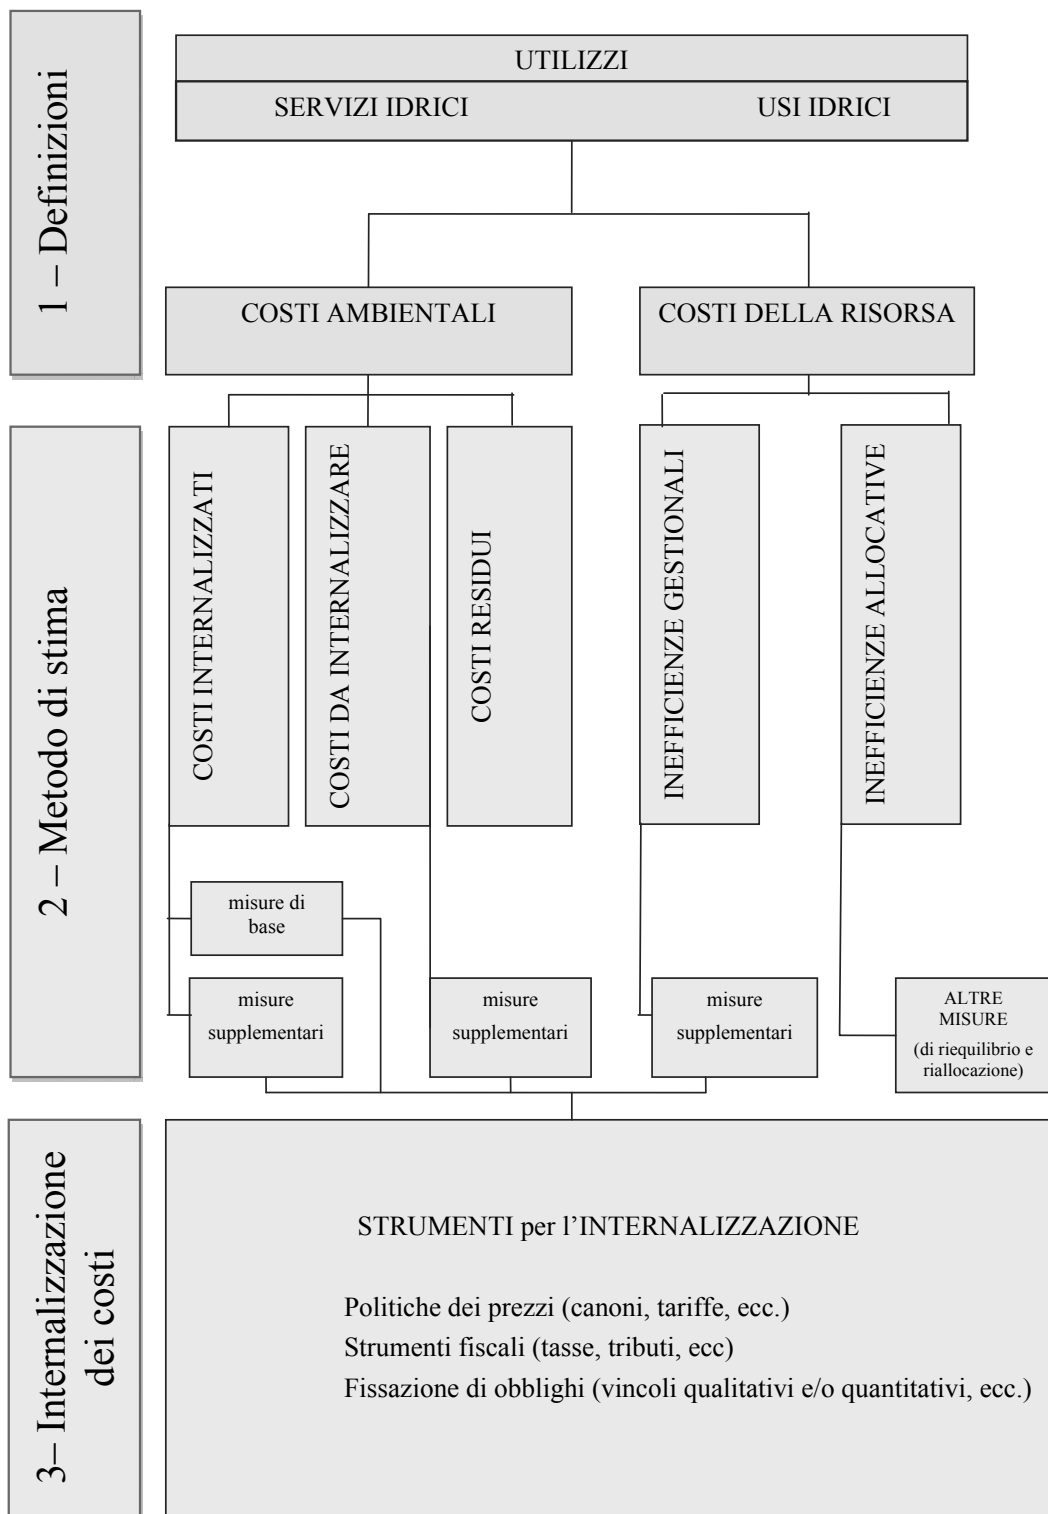 1 – Definizioni
UTILIZZI
SERVIZI IDRICI
USI IDRICI
COSTI AMBIENTALI
COSTI DELLA RISORSA
2 – Metodo di stima
COSTI INTERNALIZZATI
COSTI DA INTERNALIZZARE
COSTI RESIDUI
INEFFICIENZE GESTIONALI
INEFFICIENZE ALLOCATIVE
misure di
base
misure
supplementari
misure
supplementari
misure
supplementari
ALTRE
MISURE
(di riequilibrio e
riallocazione)
3– Internalizzazione
dei costi
STRUMENTI per l’INTERNALIZZAZIONE
Politiche dei prezzi (canoni, tariffe, ecc.)
Strumenti fiscali (tasse, tributi, ecc)
Fissazione di obblighi (vincoli qualitativi e/o quantitativi, ecc.)